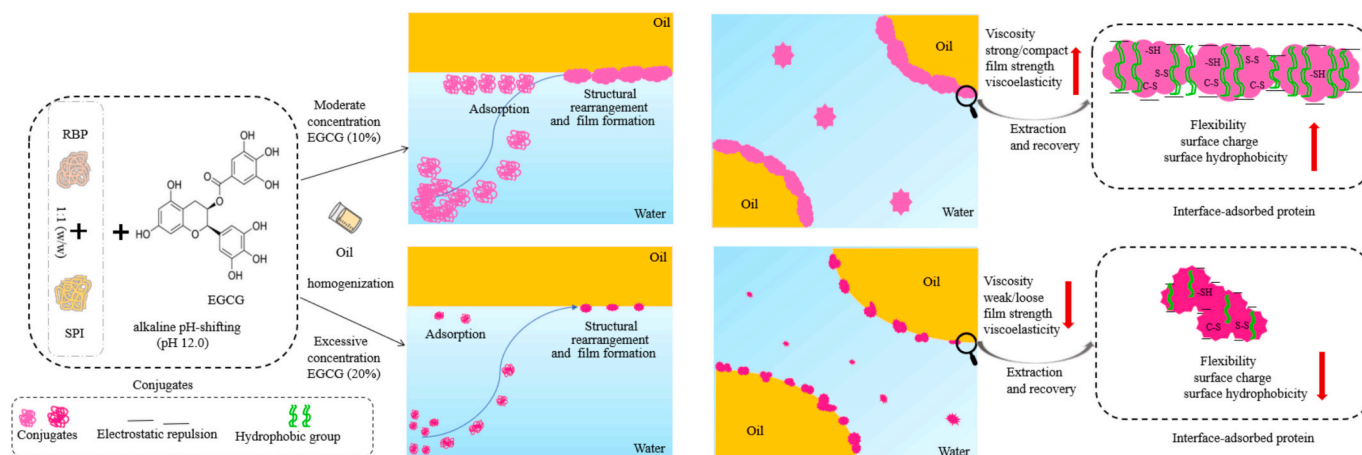 RBP
1:1 (w/w)
+
+
SPI
OH
OH
OH
O
OH
O
HO
O
OH
OH
OH
EGCG
alkaline pH-shifting
(pH 12.0)
Conjugates
Conjugates
Electrostatic repulsion
Hydrophobic group
Moderate
concentration
EGCG (10%)
Oil
homogenization
Excessive
concentration
EGCG (20%)
Oil
Adsorption
Structural
rearrangement
and film formation
Water
Oil
Adsorption
Structural
rearrangement
and film formation
Water
Oil
Oil
Water
Viscosity
strong/compact
film strength
viscoelasticity
Extraction
and recovery
-SH
-SH
S-S
S-S
C-S
C-S
-SH
Flexibility
surface charge
surface hydrophobicity
Interface-adsorbed protein
Oil
Oil
Water
Viscosity
weak/loose
film strength
viscoelasticity
Extraction
and recovery
-SH
C-S
S-S
Flexibility
surface charge
surface hydrophobicity
Interface-adsorbed protein